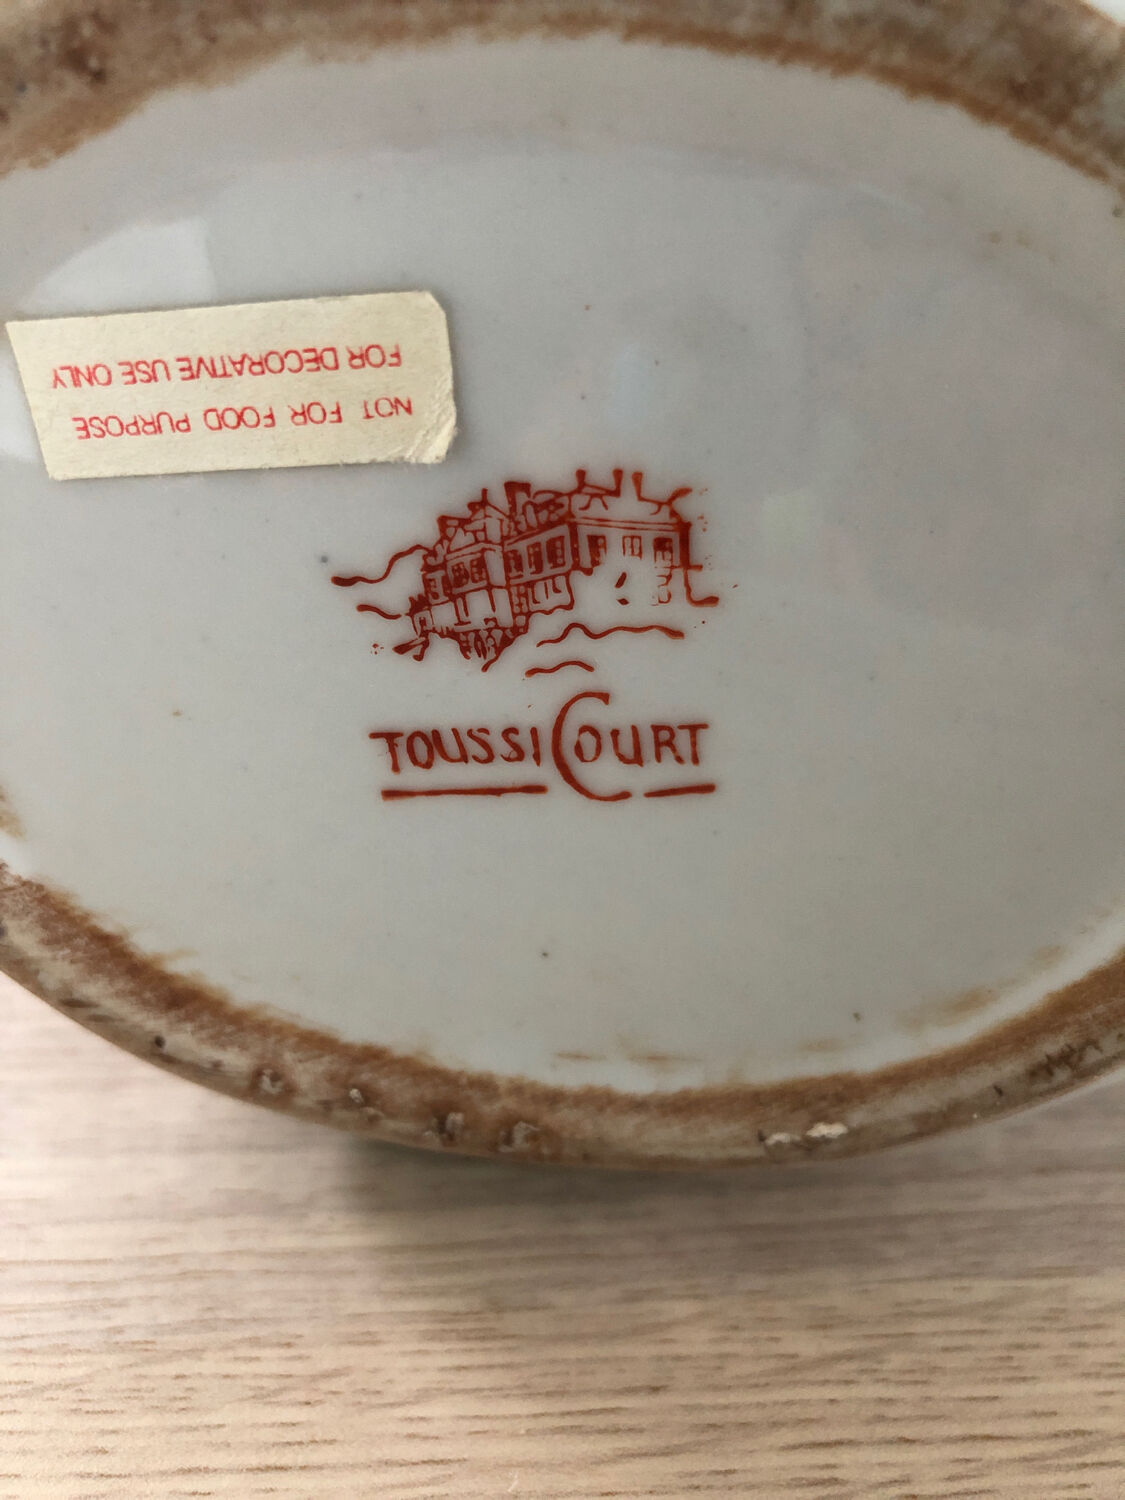 NOT FOR FOOD PURPOSE
FOR DECORATIVE USE ONLY
TOUSSICOURT